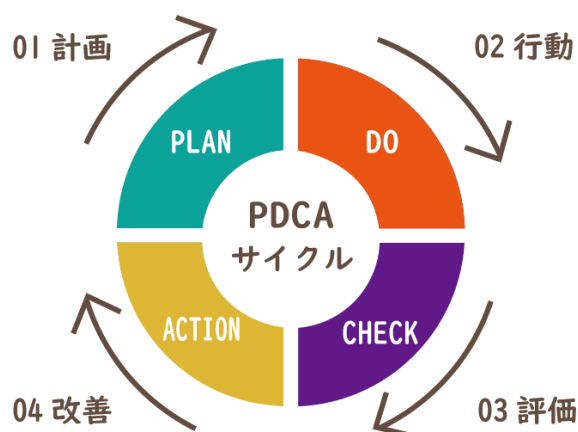 01 計画
02 行動
PLAN
DO
PDCA
サイクル
ACTION
CHECK
04 改善
03 評価